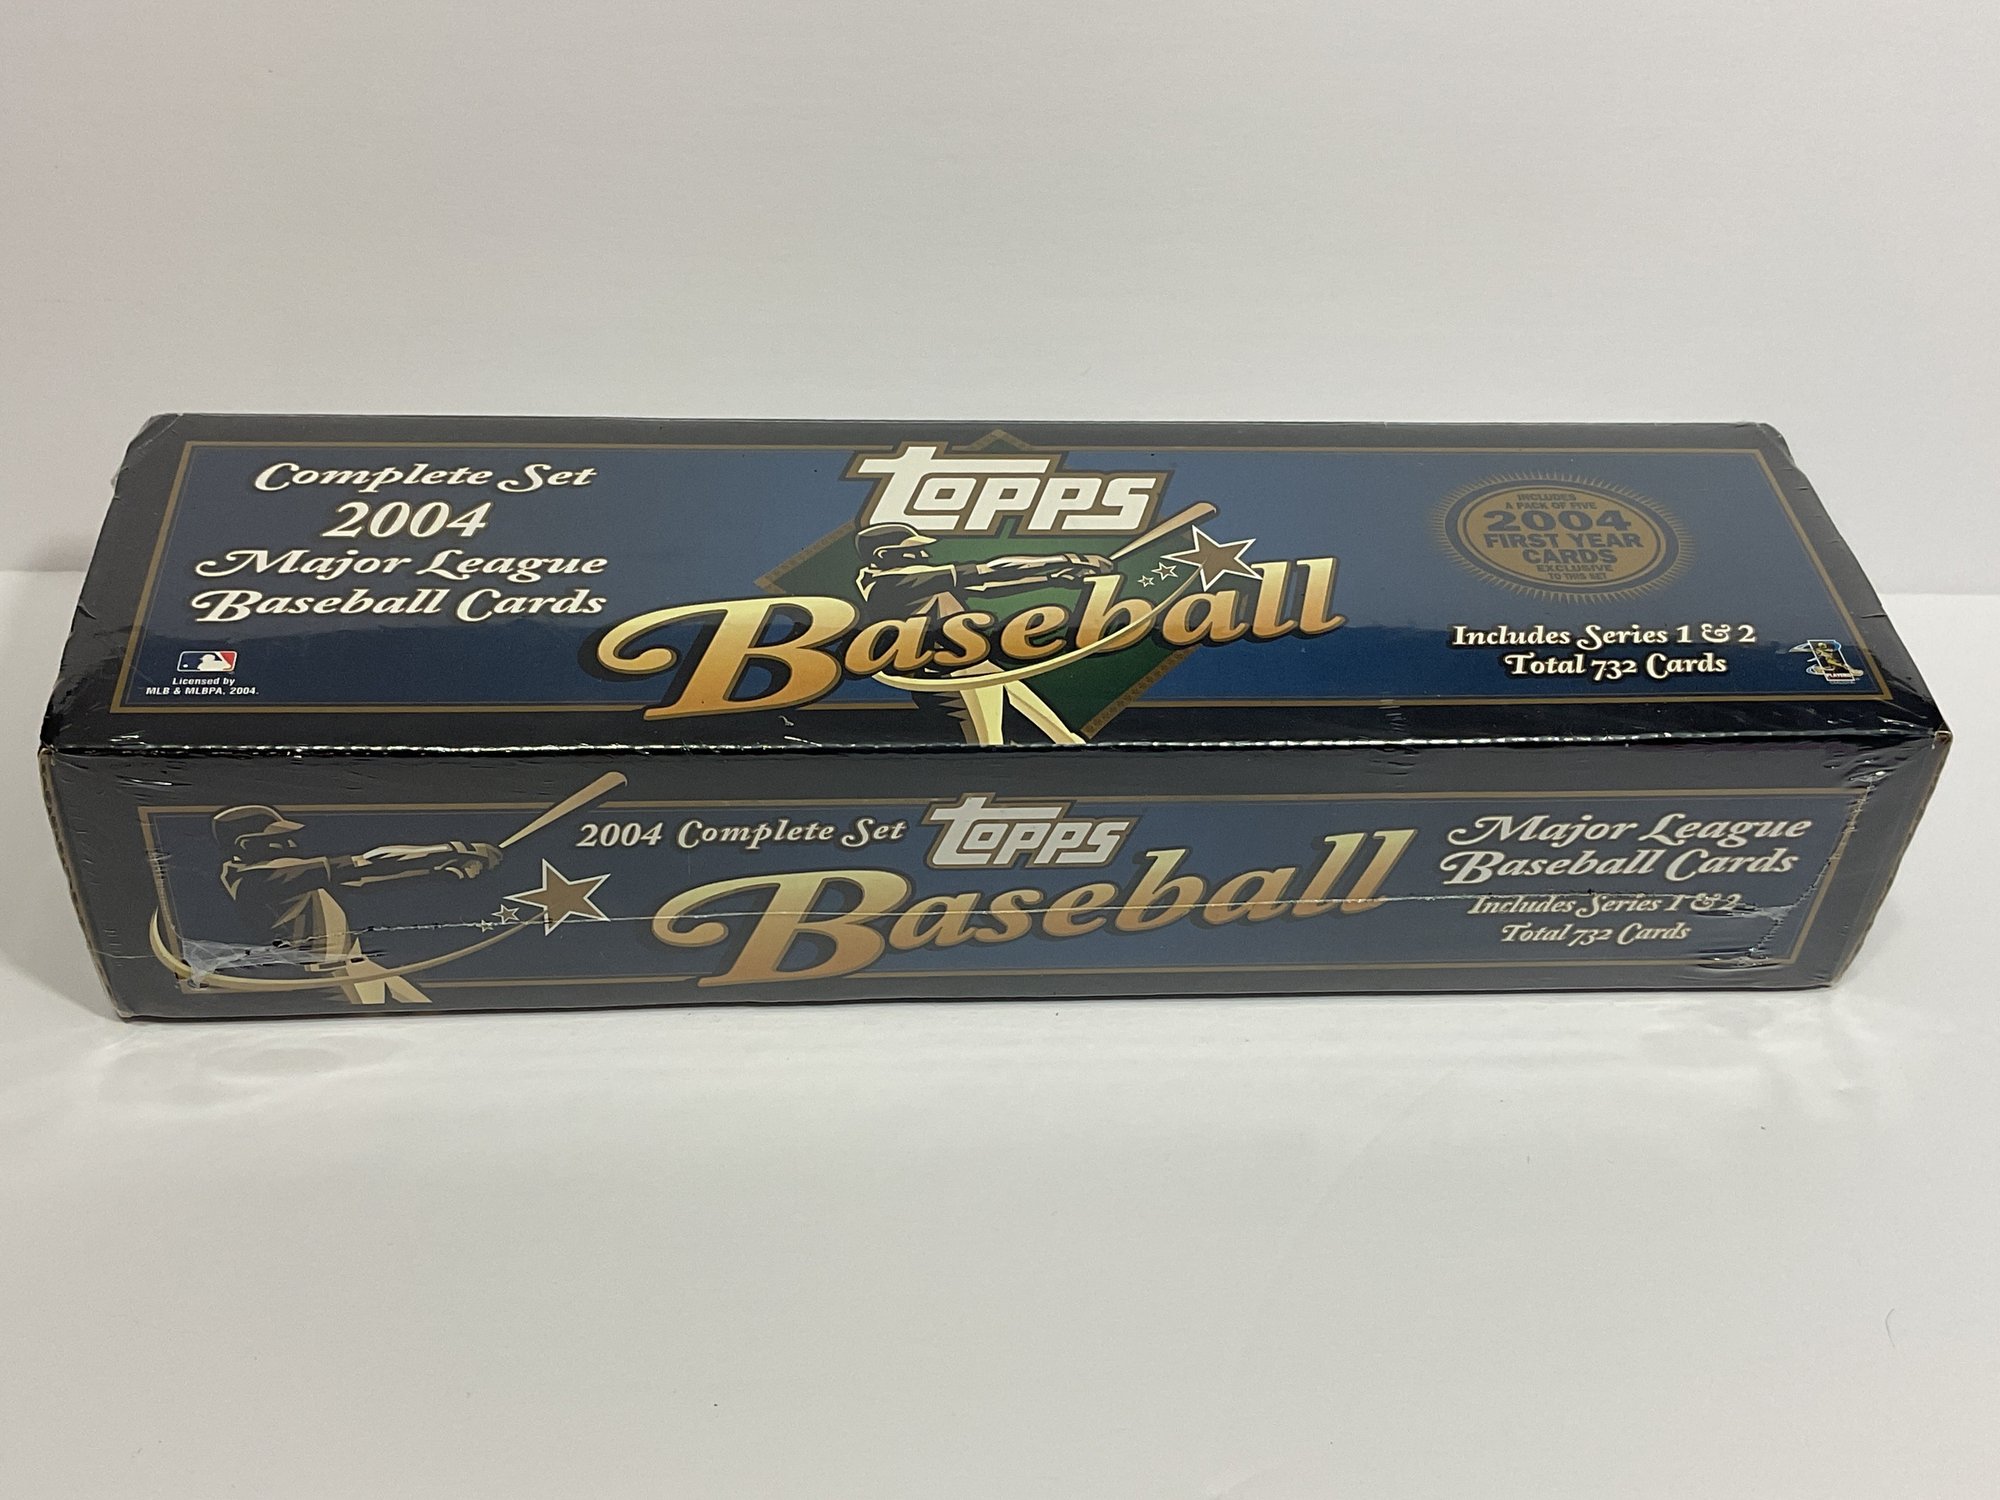 Complete Set
2004
Major League
Baseball Cards
Licensed by
MLB & MLBPA, 2004.
Topps
Baseball
INCLUDES
A PACK OF FIVE
2004
FIRST YEAR
CARDS
EXCLUSIVE
TO THIS SET
Includes Series 1 & 2
Total 732 Cards
PLAYERS
2004 Complete Set
Topps
Baseball
Major League
Baseball Cards
Includes Series 1 & 2
Total 732 Cards